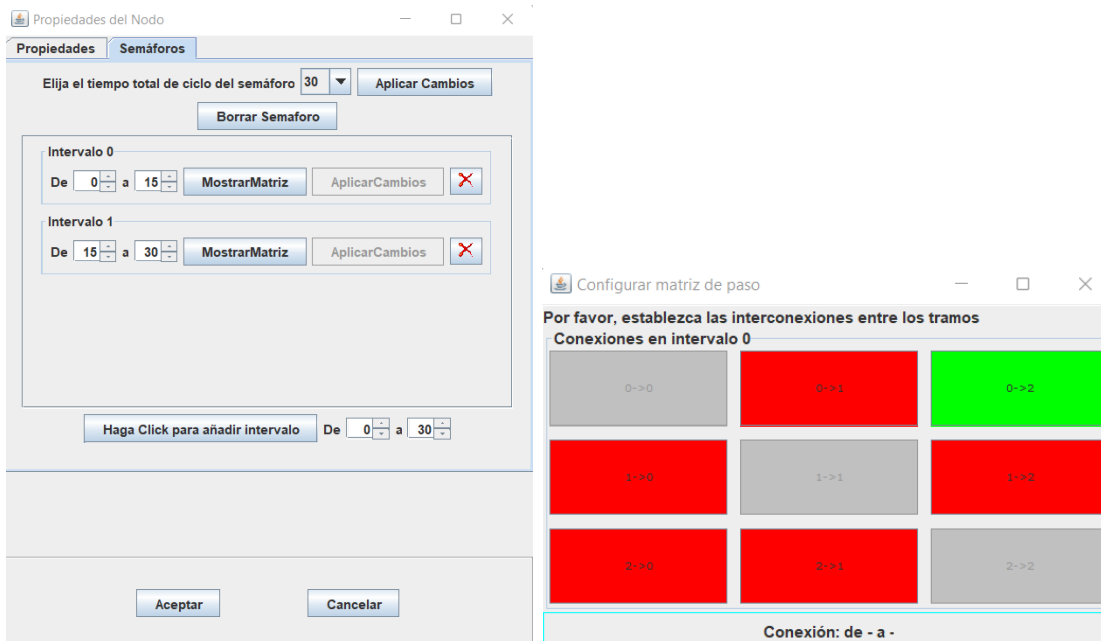 Propiedades del Nodo
Propiedades Semáforos
Elija el tiempo total de ciclo del semáforo 30 Aplicar Cambios
Borrar Semaforo
Intervalo 0
De 0 a 15 MostrarMatriz AplicarCambios
Intervalo 1
De 15 a 30 MostrarMatriz AplicarCambios
Haga Click para añadir intervalo De 0 a 30
Aceptar Cancelar
Configurar matriz de paso
Por favor, establezca las interconexiones entre los tramos
Conexiones en intervalo 0
0->0 0->1 0->2
1->0 1->1 1->2
2->0 2->1 2->2
Conexión: de - a -